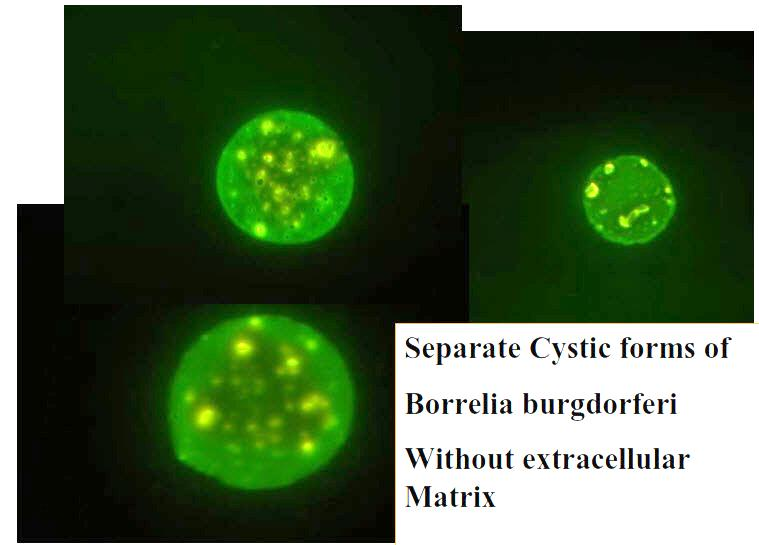 Separate Cystic forms of
Borrelia burgdorferi
Without extracellular
Matrix